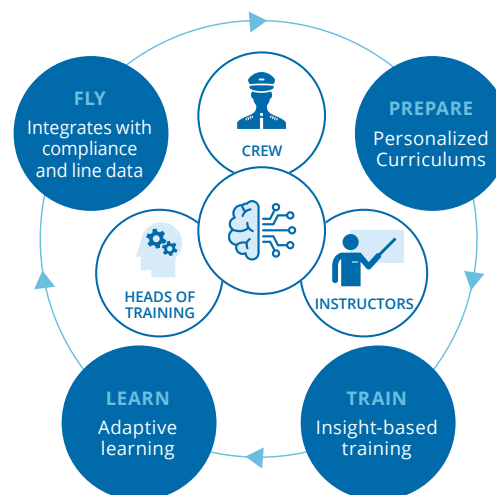 FLY
Integrates with
compliance
and line data
CREW
PREPARE
Personalized
Curriculums
HEADS OF
TRAINING
INSTRUCTORS
LEARN
Adaptive
learning
TRAIN
Insight-based
training